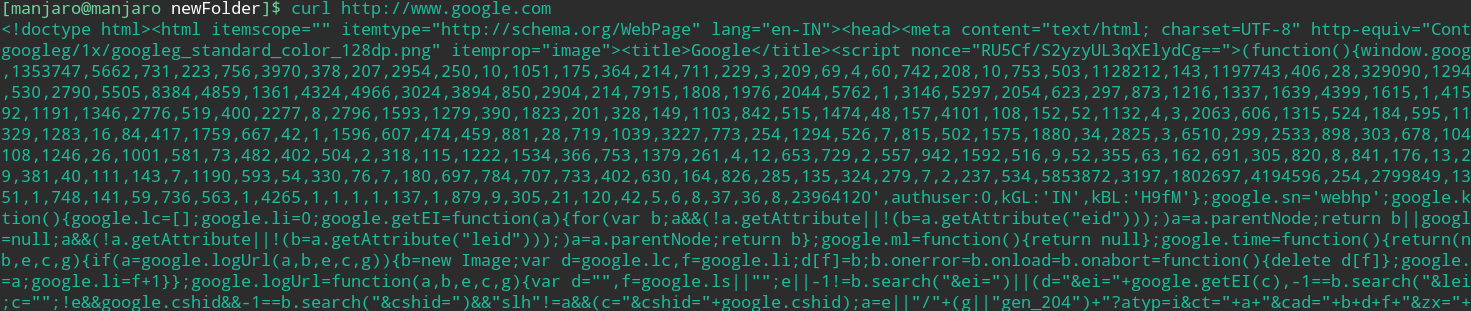 [manjaro@manjaro newFolder]$ curl http://www.google.com
<!doctype html><html itemscope="" itemtype="http://schema.org/WebPage" lang="en-IN"><head><meta content="text/html; charset=UTF-8" http-equiv="Cont
googleg/1x/googleg_standard_color_128dp.png" itemprop="image"><title>Google</title><script nonce="RU5Cf/S2yzyUL3qXElydCg==">(function(){window.goog
,1353747,5662,731,223,756,3970,378,207,2954,250,10,1051,175,364,214,711,229,3,209,69,4,60,742,208,10,753,503,1128212,143,1197743,406,28,329090,1294
,530,2790,5505,8384,4859,1361,4324,4966,3024,3894,850,2904,214,7915,1808,1976,2044,5762,1,3146,5297,2054,623,297,873,1216,1337,1639,4399,1615,1,415
92,1191,1346,2776,519,400,2277,8,2796,1593,1279,390,1823,201,328,149,1103,842,515,1474,48,157,4101,108,152,52,1132,4,3,2063,606,1315,524,184,595,11
329,1283,16,84,417,1759,667,42,1,1596,607,474,459,881,28,719,1039,3227,773,254,1294,526,7,815,502,1575,1880,34,2825,3,6510,299,2533,898,303,678,104
108,1246,26,1001,581,73,482,402,504,2,318,115,1222,1534,366,753,1379,261,4,12,653,729,2,557,942,1592,516,9,52,355,63,162,691,305,820,8,841,176,13,2
9,381,40,111,143,7,1190,593,54,330,76,7,180,697,784,707,733,402,630,164,826,285,135,324,279,7,2,237,534,5853872,3197,1802697,4194596,254,2799849,13
51,1,748,141,59,736,563,1,4265,1,1,1,1,137,1,879,9,305,21,120,42,5,6,8,37,36,8,23964120',authuser:0,kGL:'IN',kBL:'H9fM'};google.sn='webhp';google.k
tion(){google.lc=[];google.li=0;google.getEI=function(a){for(var b;a&&(!a.getAttribute||!(b=a.getAttribute("eid")));)a=a.parentNode;return b||googl
=null;a&&(!a.getAttribute||!(b=a.getAttribute("leid")));)a=a.parentNode;return b};google.ml=function(){return null};google.time=function(){return(n
b,e,c,g){if(a=google.logUrl(a,b,e,c,g)){b=new Image;var d=google.lc,f=google.li;d[f]=b;b.onerror=b.onload=b.onabort=function(){delete d[f]};google.
=a;google.li=f+1}};google.logUrl=function(a,b,e,c,g){var d="",f=google.ls||"";e||-1!=b.search("&ei=")||(d="&ei="+google.getEI(c),-1==b.search("&lei
;c="";!e&&google.cshid&&-1==b.search("&cshid=")&&"slh"!=a&&(c="&cshid="+google.cshid);a=e||"/"+(g||"gen_204")+"?atyp=i&ct="+a+"&cad="+b+d+f+"&zx="+